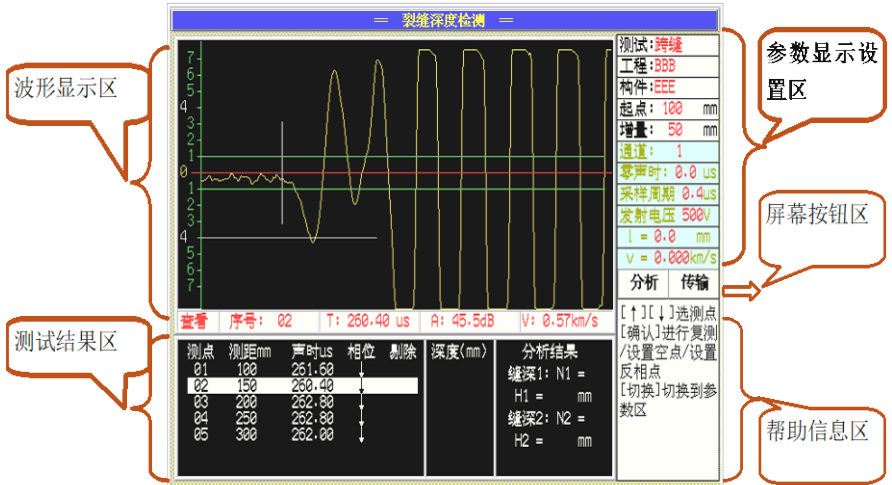 = 裂缝深度检测 =
波形显示区
测试结果区
7
6
5
4
3
2
1
0
1
2
3
4
5
6
7
查看 序号: 02 T: 260.40 us A: 45.5dB V: 0.57km/s
测点 测距mm 声时us 相位 剔除
01 100 261.60 ↓
02 150 260.40 ↓
03 200 262.80 ↓
04 250 262.80 ↓
05 300 262.00 ↓
深度(mm)
分析结果
缝深1: N1 =
H1 = mm
缝深2: N2 =
H2 = mm
测试:跨缝
工程:BBB
构件:EEE
起点: 100 mm
增量: 50 mm
通道: 1
零声时: 0.0 us
采样周期 0.4us
发射电压 500V
l = 0.0 mm
v = 0.000km/s
分析 传输
[↑][↓]选测点
[确认]进行复测
/设置空点/设置
反相点
[切换]切换到参
数区
参数显示设
置区
屏幕按钮区
帮助信息区